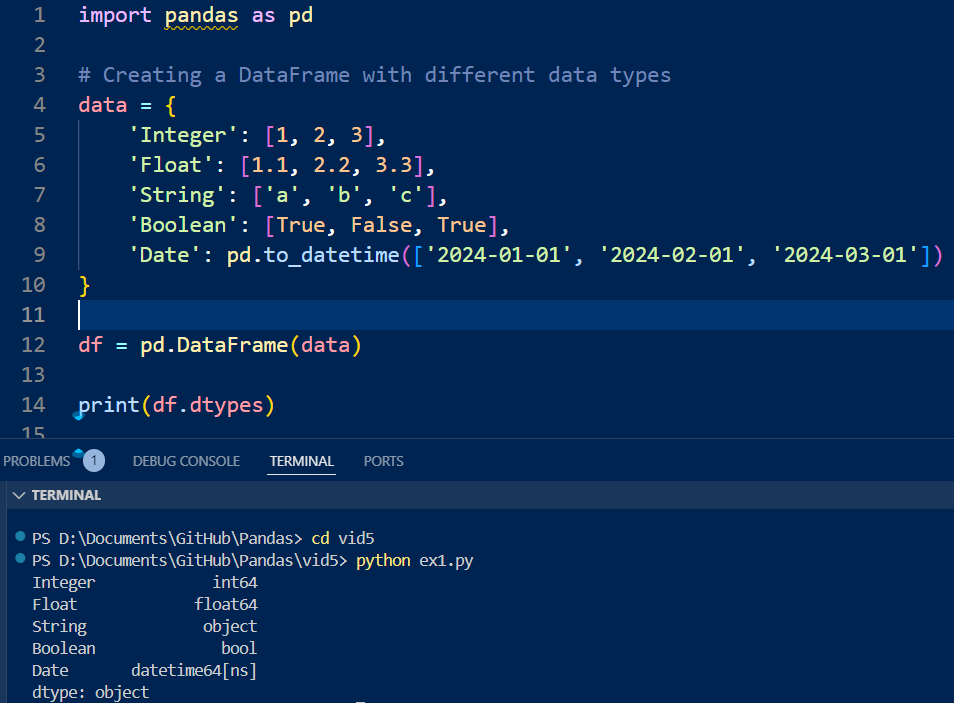 1 import pandas as pd
2
3 # Creating a DataFrame with different data types
4 data = {
5     'Integer': [1, 2, 3],
6     'Float': [1.1, 2.2, 3.3],
7     'String': ['a', 'b', 'c'],
8     'Boolean': [True, False, True],
9     'Date': pd.to_datetime(['2024-01-01', '2024-02-01', '2024-03-01'])
10 }
11
12 df = pd.DataFrame(data)
13
14 print(df.dtypes)
15
PROBLEMS 1 DEBUG CONSOLE TERMINAL PORTS
TERMINAL
PS D:\Documents\GitHub\Pandas> cd vid5
PS D:\Documents\GitHub\Pandas\vid5> python ex1.py
Integer             int64
Float             float64
String             object
Boolean              bool
Date       datetime64[ns]
dtype: object